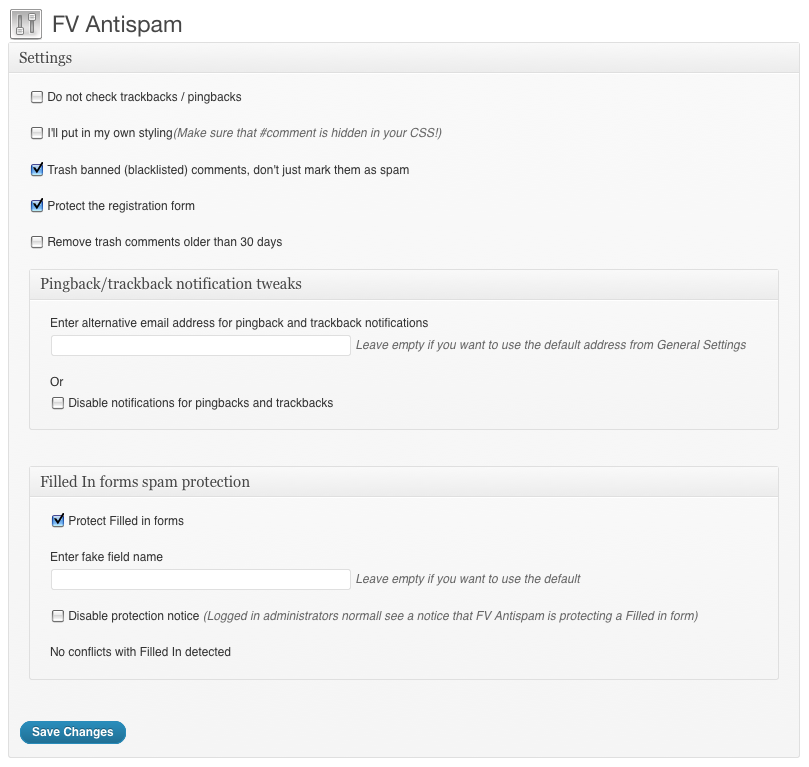 FV Antispam
Settings
Do not check trackbacks / pingbacks
I'll put in my own styling(Make sure that #comment is hidden in your CSS!)
Trash banned (blacklisted) comments, don't just mark them as spam
Protect the registration form
Remove trash comments older than 30 days
Pingback/trackback notification tweaks
Enter alternative email address for pingback and trackback notifications
Leave empty if you want to use the default address from General Settings
Or
Disable notifications for pingbacks and trackbacks
Filled In forms spam protection
Protect Filled in forms
Enter fake field name
Leave empty if you want to use the default
Disable protection notice (Logged in administrators normall see a notice that FV Antispam is protecting a Filled in form)
No conflicts with Filled In detected
Save Changes